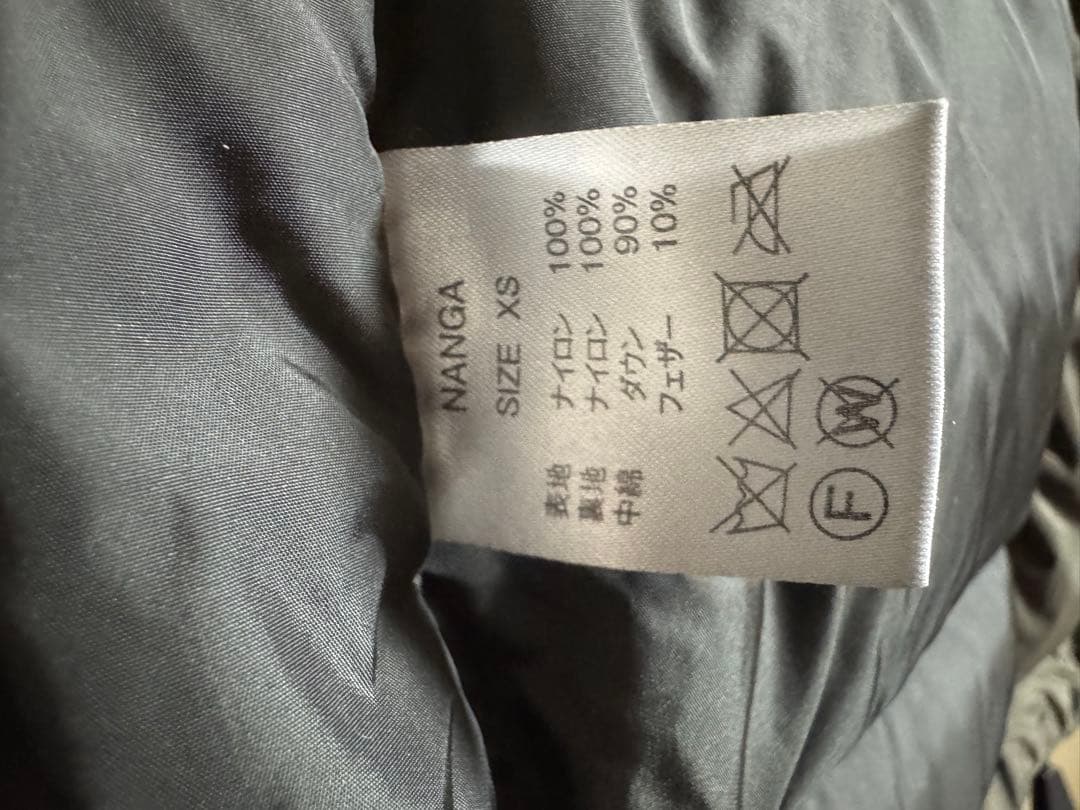 NANGA
SIZE XS
表地 ナイロン 100%
裏地 ナイロン 100%
中綿 ダウン 90%
フェザー 10%
F W